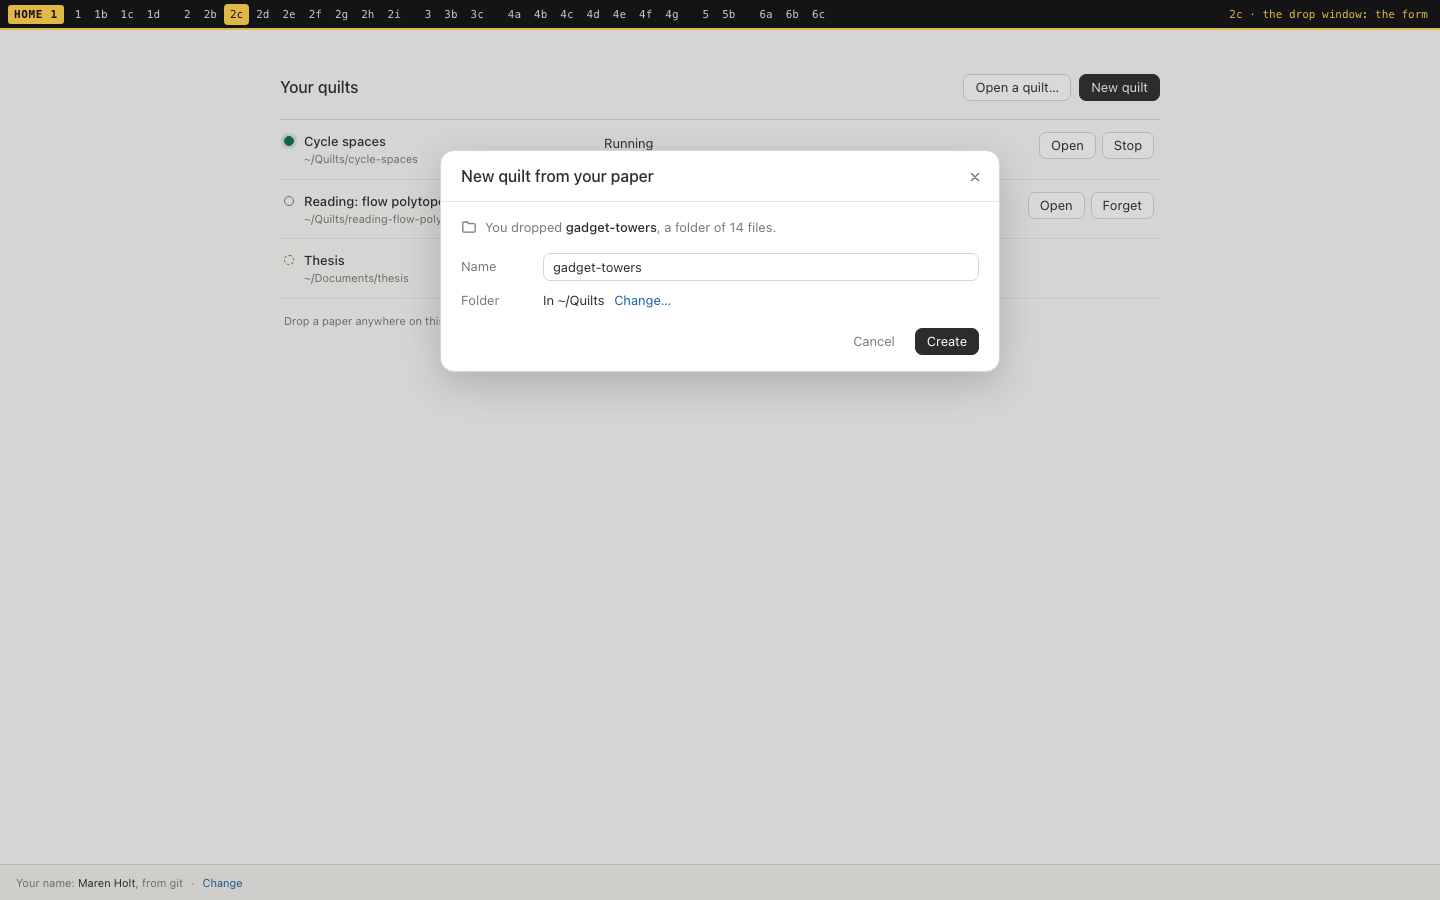 HOME 1 1 1b 1c 1d 2 2b 2c 2d 2e 2f 2g 2h 2i 3 3b 3c 4a 4b 4c 4d 4e 4f 4g 5 5b 6a 6b 6c 2c · the drop window: the form
Your quilts Open a quilt… New quilt
Cycle spaces Running Open Stop
~/Quilts/cycle-spaces
New quilt from your paper ×
Reading: flow polytope Open Forget
~/Quilts/reading-flow-poly
You dropped gadget-towers, a folder of 14 files.
Thesis
~/Documents/thesis
Name gadget-towers
Folder In ~/Quilts Change…
Drop a paper anywhere on this
Cancel Create
Your name: Maren Holt, from git · Change